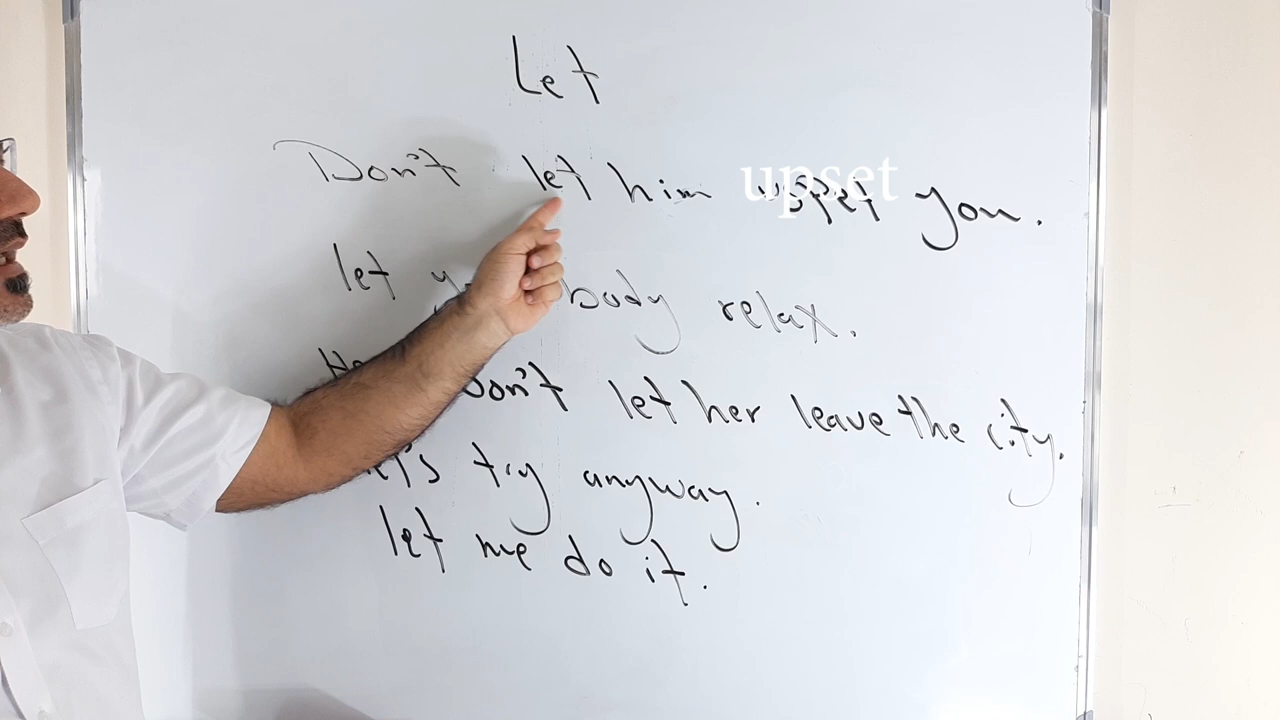 Let
Don't let him upset you.
let body relax.
don't let her leave the city.
try anyway.
let me do it.